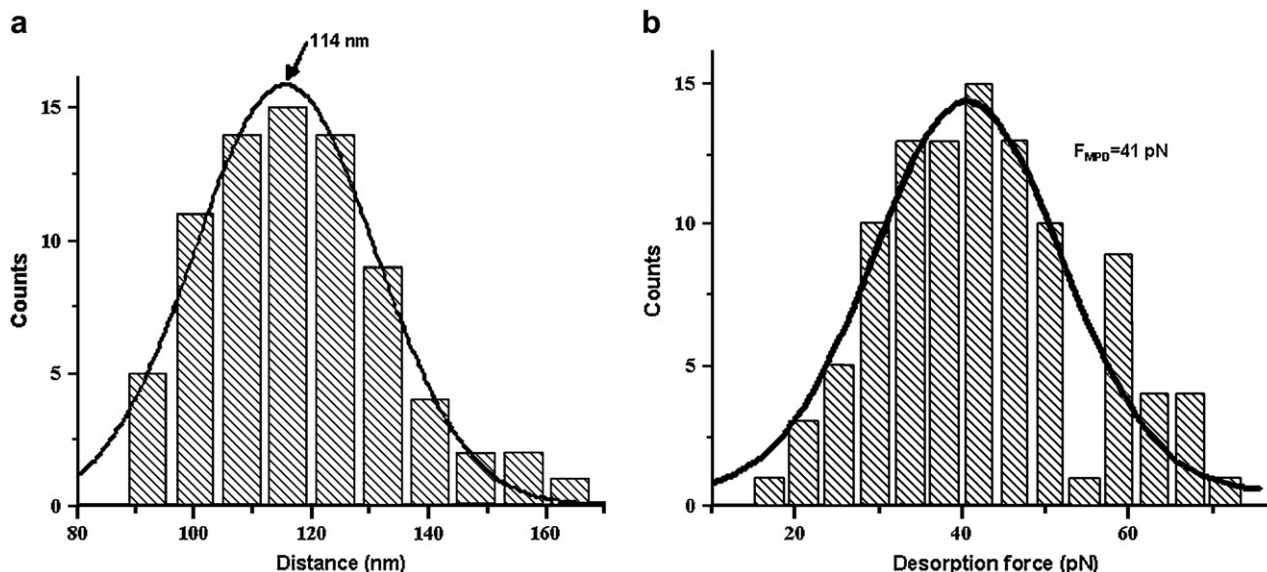 a
114 nm
15
10
5
0
Counts
80 100 120 140 160
Distance (nm)
b
F_MPD=41 pN
15
10
5
0
Counts
20 40 60
Desorption force (pN)